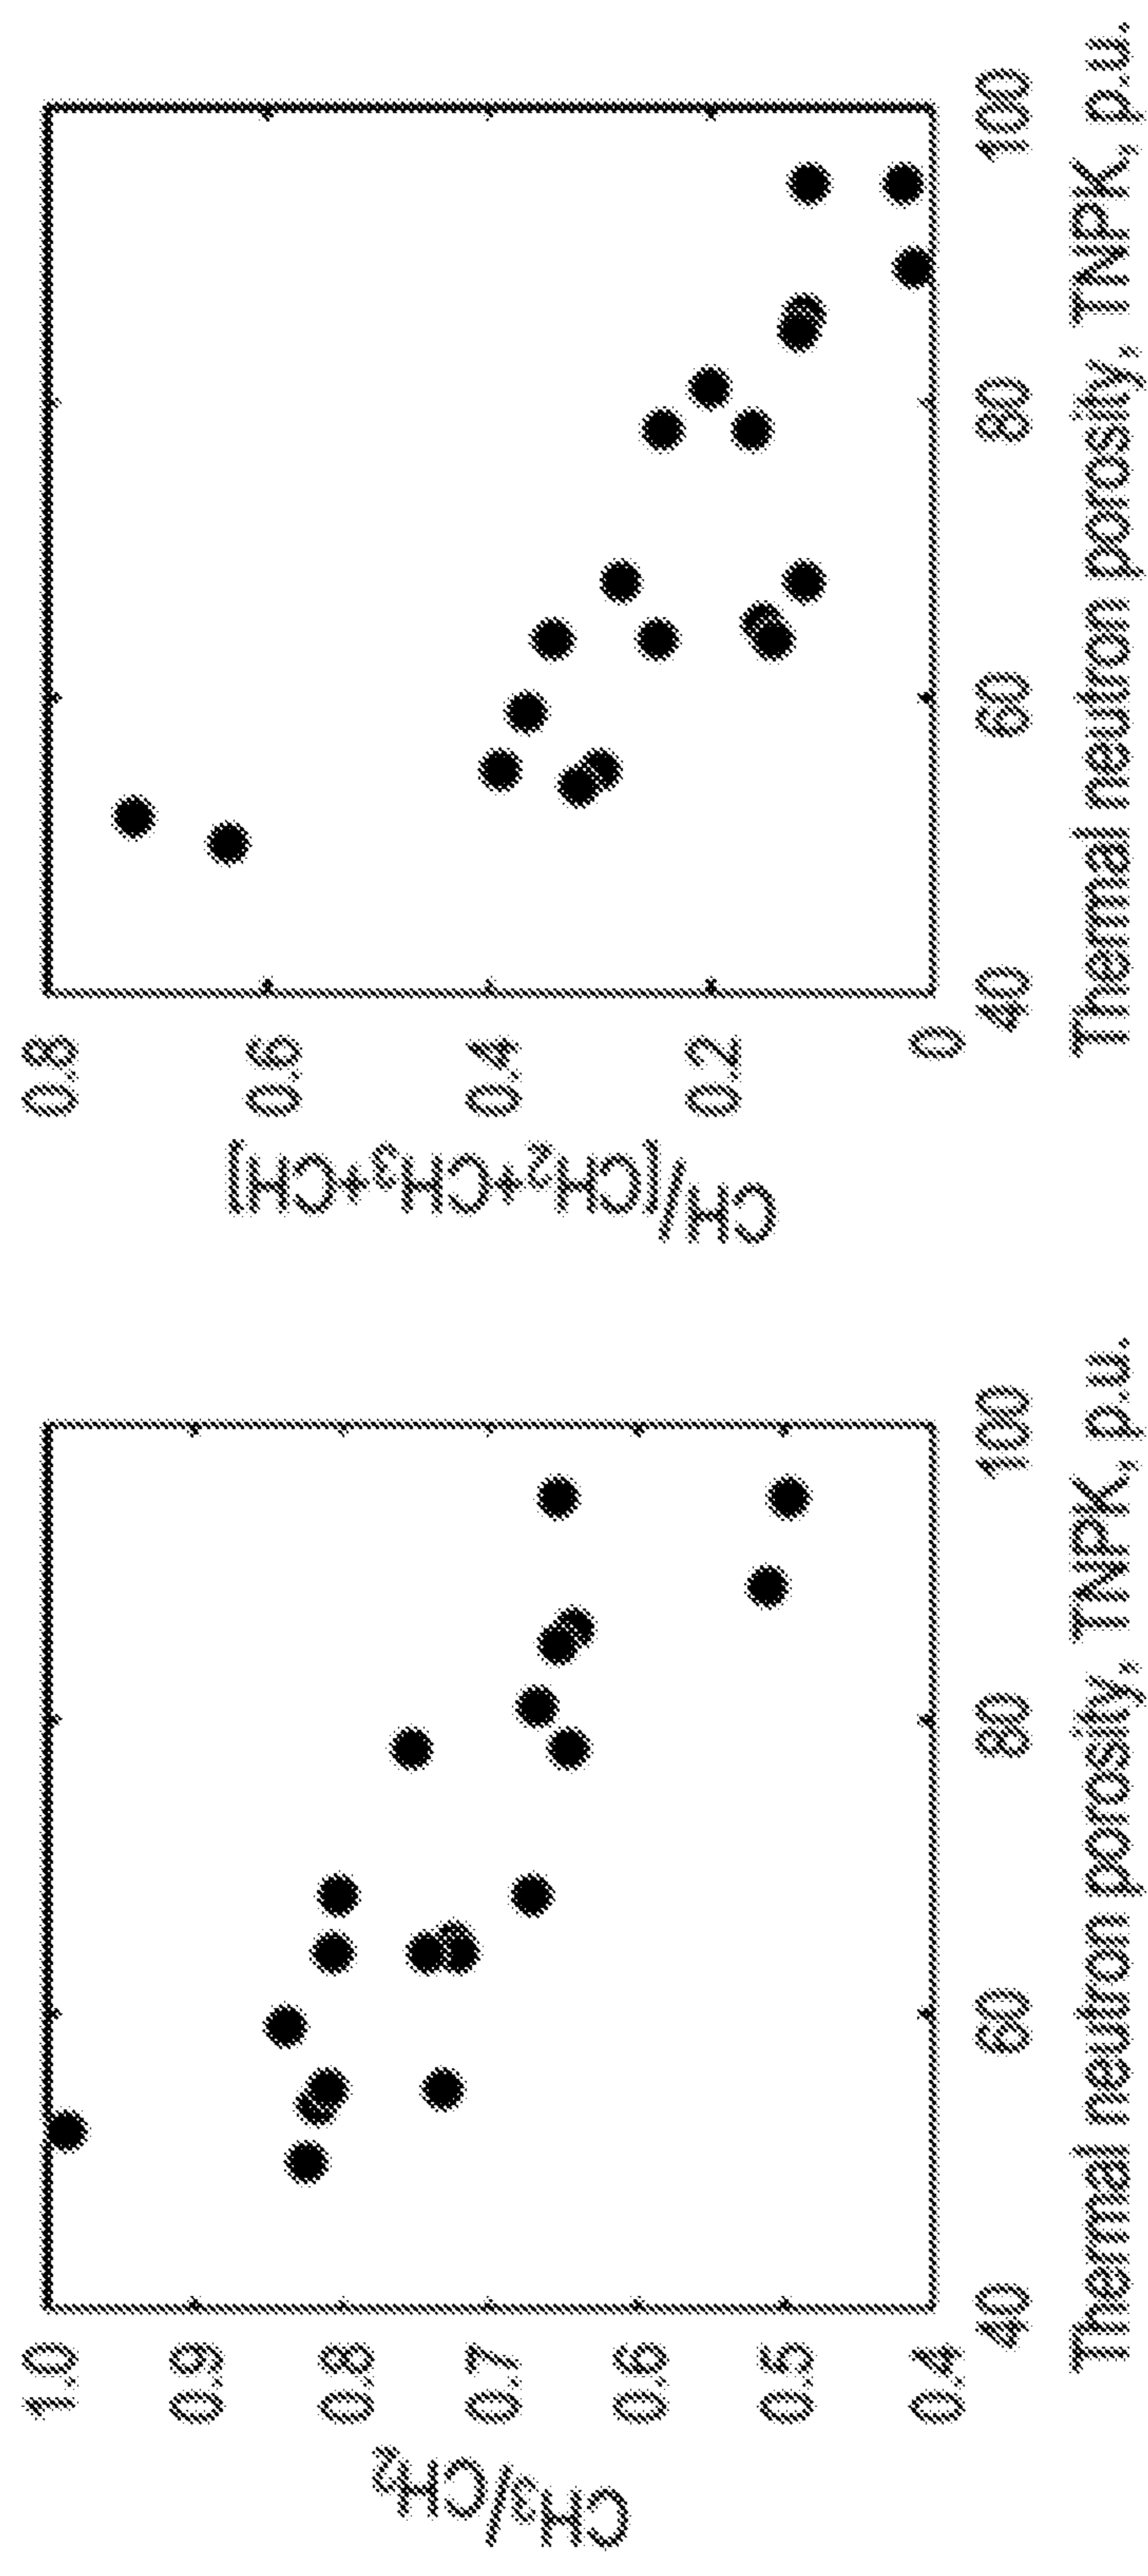 CH3/CH2
1.0
0.9
0.8
0.7
0.6
0.5
0.4
40 60 80 100
Thermal neutron porosity, TNPK, p.u.
CH/[CH2+CH3+CH]
0.8
0.6
0.4
0.2
0
40 60 80 100
Thermal neutron porosity, TNPK, p.u.